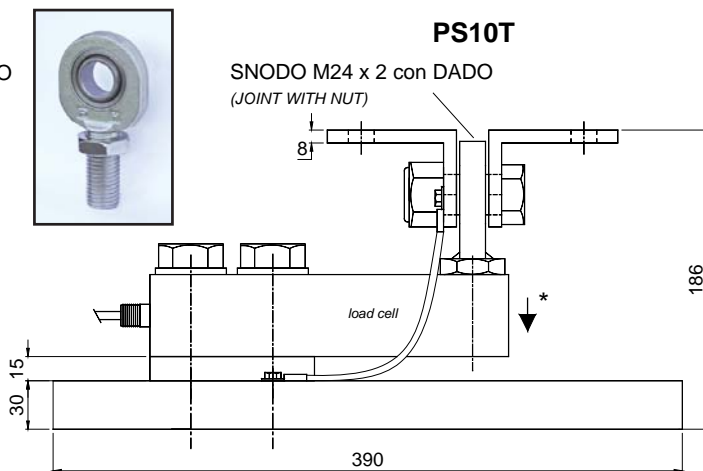 PS10T
O
SNODO M24 x 2 con DADO
(JOINT WITH NUT)
8
186
load cell
*
15
30
390